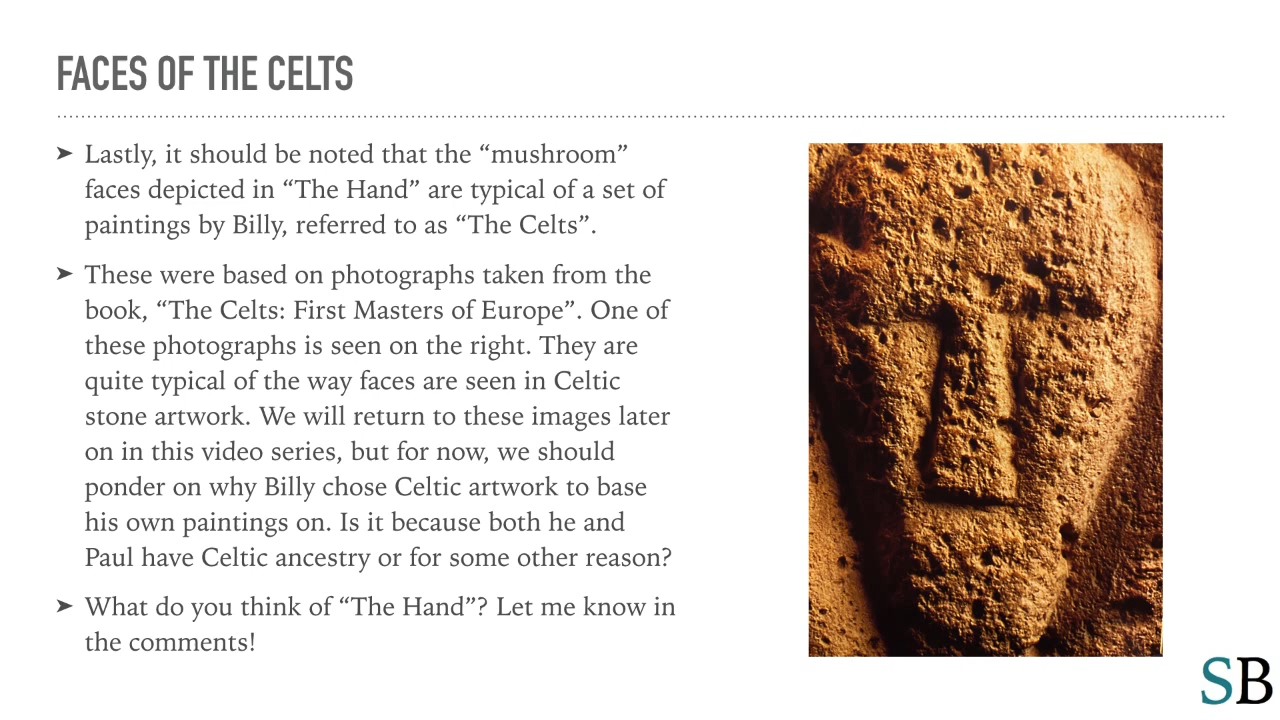 FACES OF THE CELTS
➤ Lastly, it should be noted that the “mushroom”
faces depicted in “The Hand” are typical of a set of
paintings by Billy, referred to as “The Celts”.
➤ These were based on photographs taken from the
book, “The Celts: First Masters of Europe”. One of
these photographs is seen on the right. They are
quite typical of the way faces are seen in Celtic
stone artwork. We will return to these images later
on in this video series, but for now, we should
ponder on why Billy chose Celtic artwork to base
his own paintings on. Is it because both he and
Paul have Celtic ancestry or for some other reason?
➤ What do you think of “The Hand”? Let me know in
the comments!
SB